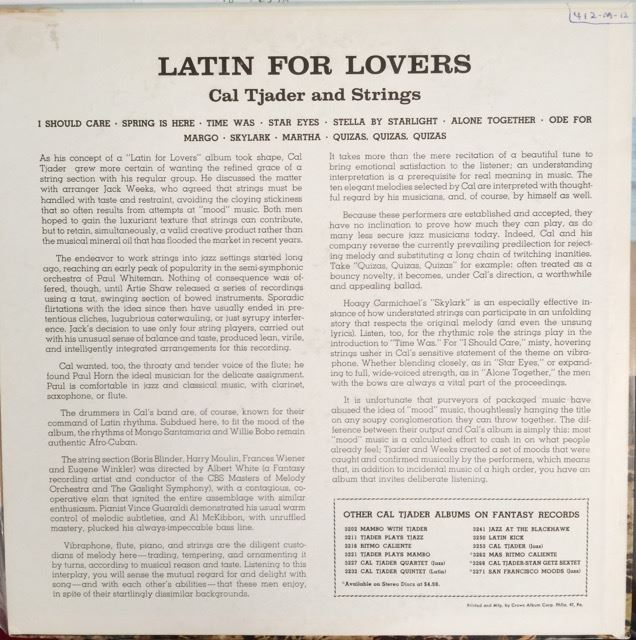 412-M-12
LATIN FOR LOVERS
Cal Tjader and Strings
I SHOULD CARE · SPRING IS HERE · TIME WAS · STAR EYES · STELLA BY STARLIGHT · ALONE TOGETHER · ODE FOR
MARGO · SKYLARK · MARTHA · QUIZAS, QUIZAS, QUIZAS
As his concept of a "Latin for Lovers" album took shape, Cal
Tjader grew more certain of wanting the refined grace of a
string section with his regular group. He discussed the matter
with arranger Jack Weeks, who agreed that strings must be
handled with taste and restraint, avoiding the cloying stickiness
that so often results from attempts at "mood" music. Both men
hoped to gain the luxuriant texture that strings can contribute,
but to retain, simultaneously, a valid creative product rather than
the musical mineral oil that has flooded the market in recent years.
The endeavor to work strings into jazz settings started long
ago, reaching an early peak of popularity in the semi-symphonic
orchestra of Paul Whiteman. Nothing of consequence was of-
fered, though, until Artie Shaw released a series of recordings
using a taut, swinging section of bowed instruments. Sporadic
flirtations with the idea since then have usually ended in pre-
tentious cliches, lugubrious caterwauling, or just syrupy interfer-
ence. Jack's decision to use only four string players, carried out
with his unusual sense of balance and taste, produced lean, virile,
and intelligently integrated arrangements for this recording.
Cal wanted, too, the throaty and tender voice of the flute; he
found Paul Horn the ideal musician for the delicate assignment.
Paul is comfortable in jazz and classical music, with clarinet,
saxophone, or flute.
The drummers in Cal's band are, of course, known for their
command of Latin rhythms. Subdued here, to fit the mood of the
album, the rhythms of Mongo Santamaria and Willie Bobo remain
authentic Afro-Cuban.
The string section (Boris Blinder, Harry Moulin, Frances Wiener
and Eugene Winkler) was directed by Albert White (a Fantasy
recording artist and conductor of the CBS Masters of Melody
Orchestra and The Gaslight Symphony), with a contagious, co-
operative elan that ignited the entire assemblage with similar
enthusiasm. Pianist Vince Guaraldi demonstrated his usual warm
control of melodic subtleties, and Al McKibbon, with unruffled
mastery, plucked his always-impeccable bass line.
Vibraphone, flute, piano, and strings are the diligent custo-
dians of melody here—trading, tempering, and ornamenting it
by turns, according to musical reason and taste. Listening to this
interplay, you will sense the mutual regard for and delight with
song—and with each other's abilities—that these men enjoy,
in spite of their startlingly dissimilar backgrounds.
It takes more than the mere recitation of a beautiful tune to
bring emotional satisfaction to the listener; an understanding
interpretation is a prerequisite for real meaning in music. The
ten elegant melodies selected by Cal are interpreted with thought-
ful regard by his musicians, and, of course, by himself as well.
Because these performers are established and accepted, they
have no inclination to prove how much they can play, as do
many less secure jazz musicians today. Indeed, Cal and his
company reverse the currently prevailing predilection for reject-
ing melody and substituting a long chain of twitching inanities.
Take "Quizas, Quizas, Quizas" for example: often treated as a
bouncy novelty, it becomes, under Cal's direction, a worthwhile
and appealing ballad.
Hoagy Carmichael's "Skylark" is an especially effective in-
stance of how understated strings can participate in an unfolding
story that respects the original melody (and even the unsung
lyrics). Listen, too, for the rhythmic role the strings play in the
introduction to "Time Was." For "I Should Care," misty, hovering
strings usher in Cal's sensitive statement of the theme on vibra-
phone. Whether blending closely, as in "Star Eyes," or expand-
ing to full wide-voiced strength, as in "Alone Together," the men
with the bows are always a vital part of the proceedings.
It is unfortunate that purveyors of packaged music have
abused the idea of "mood" music, thoughtlessly hanging the title
on any soupy conglomeration they can throw together. The dif-
ference between their output and Cal's album is simply this: most
"mood" music is a calculated effort to cash in on what people
already feel; Tjader and Weeks created a set of moods that were
caught and confirmed musically by the performers, which means
that, in addition to incidental music of a high order, you have an
album that invites deliberate listening.
OTHER CAL TJADER ALBUMS ON FANTASY RECORDS
3202 MAMBO WITH TJADER
3211 TJADER PLAYS TJAZZ
3216 RITMO CALIENTE
3221 TJADER PLAYS MAMBO
3227 CAL TJADER QUARTET (Jazz)
3232 CAL TJADER QUINTET (Latin)
3241 JAZZ AT THE BLACKHAWK
3250 LATIN KICK
3253 CAL TJADER (Jazz)
*3262 MAS RITMO CALIENTE
*3266 CAL TJADER-STAN GETZ SEXTET
*3271 SAN FRANCISCO MOODS (Jazz)
*Available on Stereo Discs at $4.98.
Printed and Mfg. by Crown Album Corp. Phila. 47, Pa.